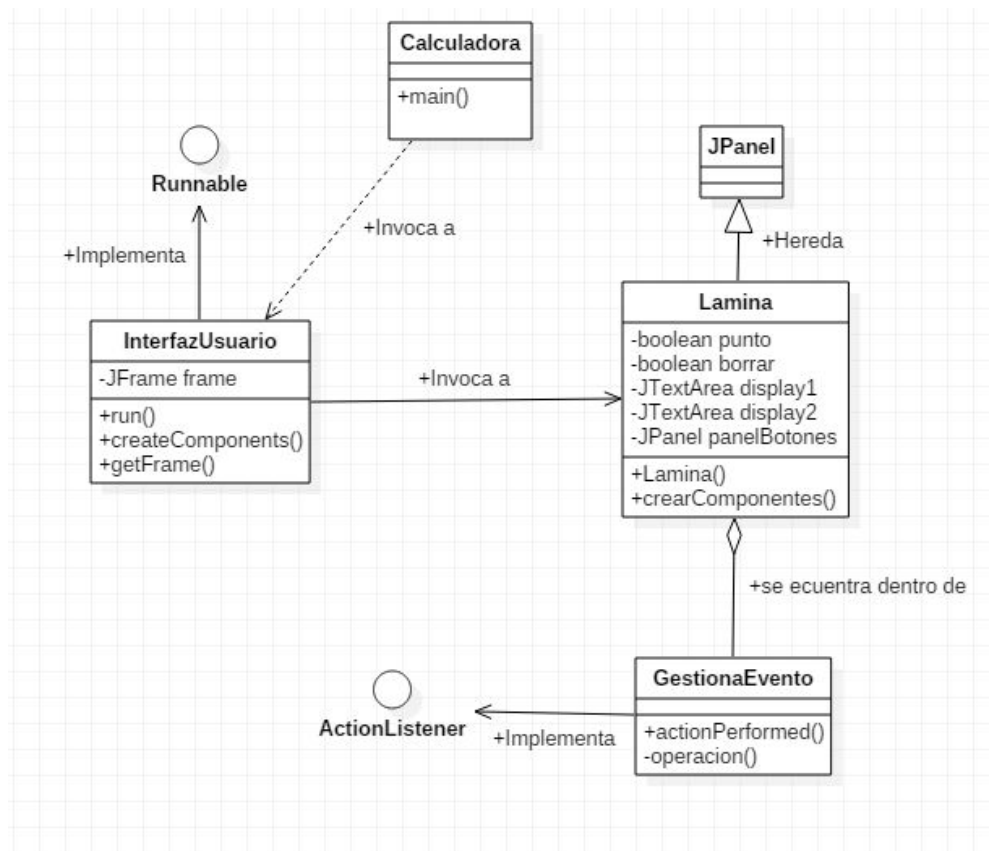 Calculadora
+main()
Runnable
JPanel
+Invoca a
+Hereda
+Implementa
Lamina
InterfazUsuario
-JFrame frame
+run()
+createComponents()
+getFrame()
+Invoca a
-boolean punto
-boolean borrar
-JTextArea display1
-JTextArea display2
-JPanel panelBotones
+Lamina()
+crearComponentes()
+se ecuentra dentro de
GestionaEvento
+actionPerformed()
-operacion()
ActionListener
+Implementa